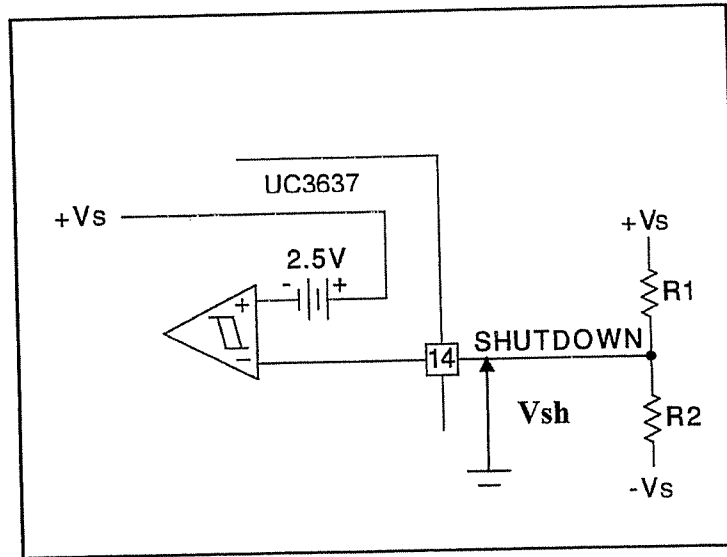 UC3637
+Vs
2.5V
- +
+
-
14
SHUTDOWN
Vsh
+Vs
R1
R2
-Vs